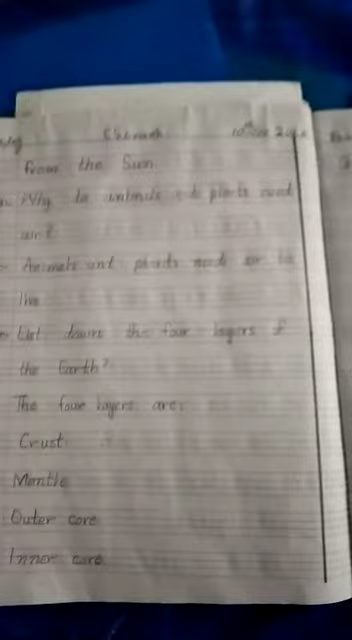 from the Sun
Why do animals and plants need
air?
Animals and plants need air to
live
List down the four layers of
the Earth?
The four layers are:
Crust
Mantle
Outer core
Inner core